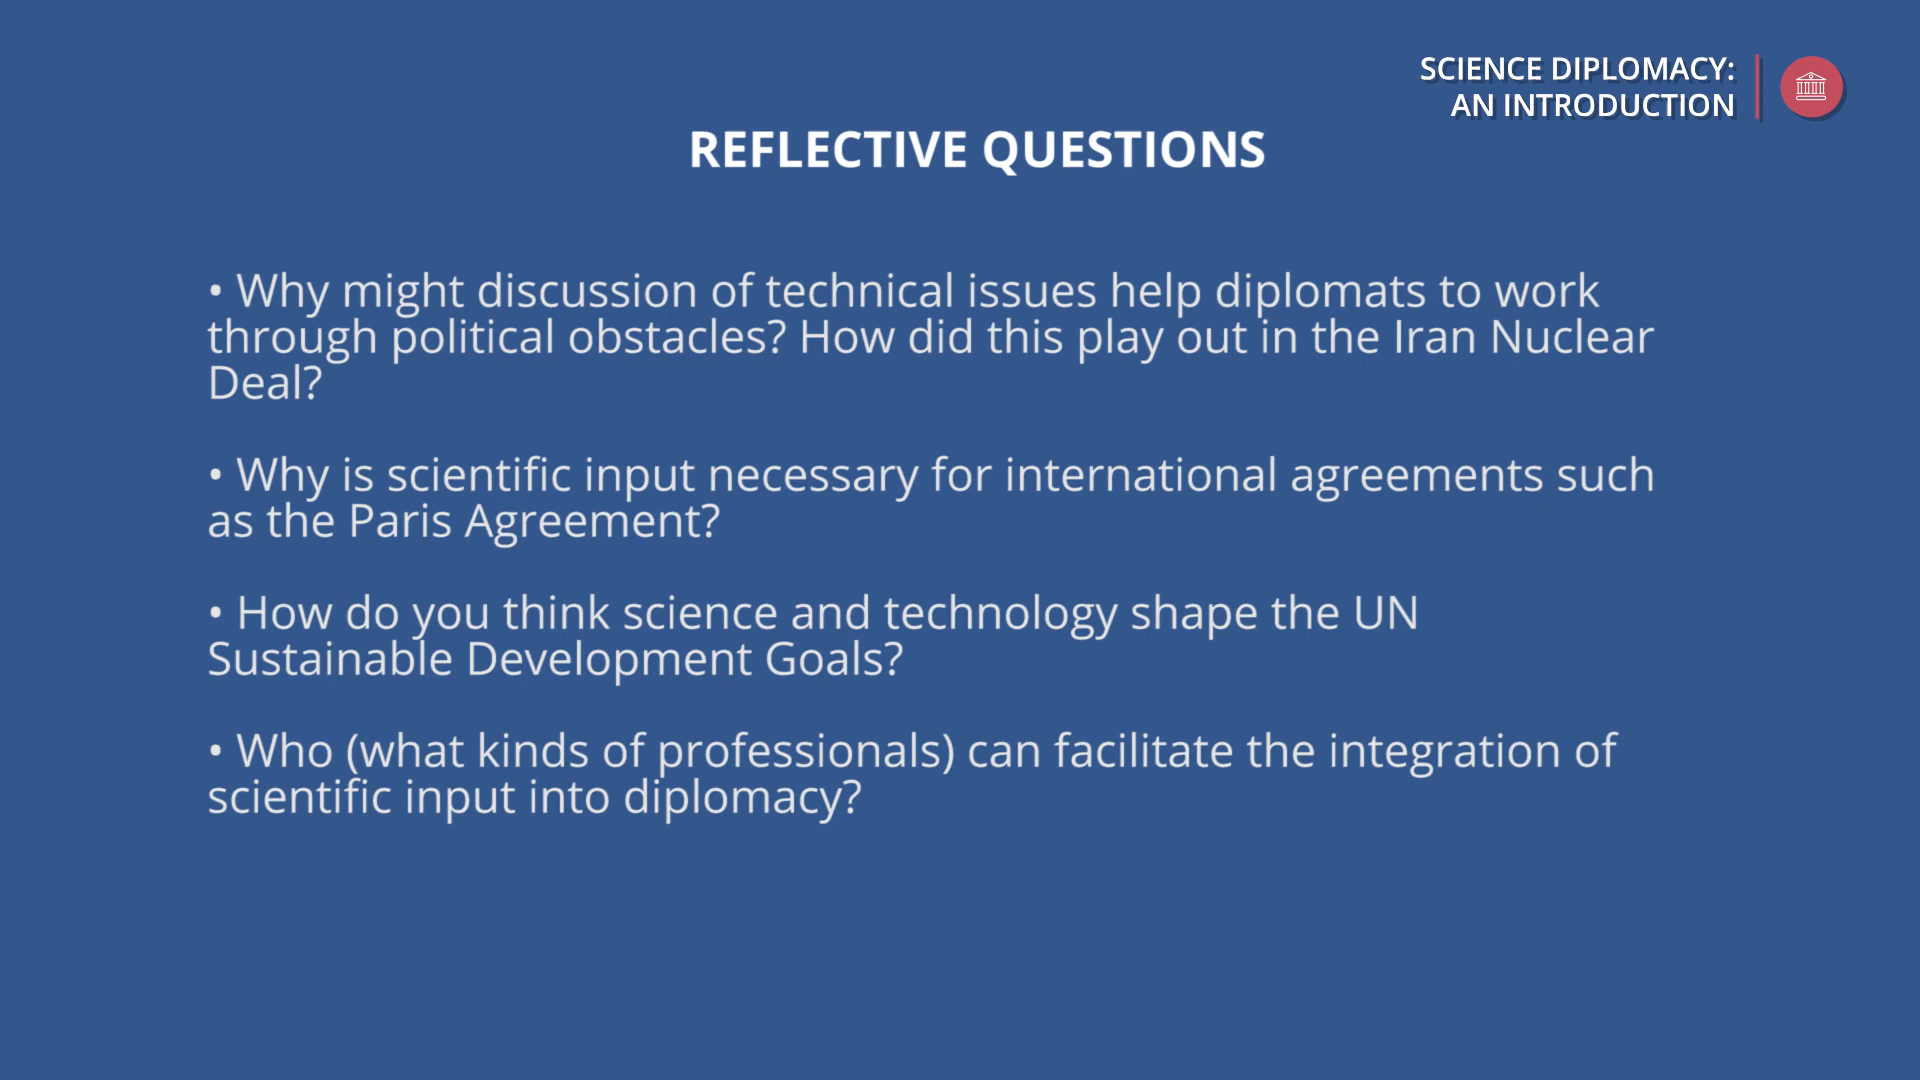 SCIENCE DIPLOMACY:
AN INTRODUCTION
REFLECTIVE QUESTIONS
• Why might discussion of technical issues help diplomats to work
through political obstacles? How did this play out in the Iran Nuclear
Deal?
• Why is scientific input necessary for international agreements such
as the Paris Agreement?
• How do you think science and technology shape the UN
Sustainable Development Goals?
• Who (what kinds of professionals) can facilitate the integration of
scientific input into diplomacy?